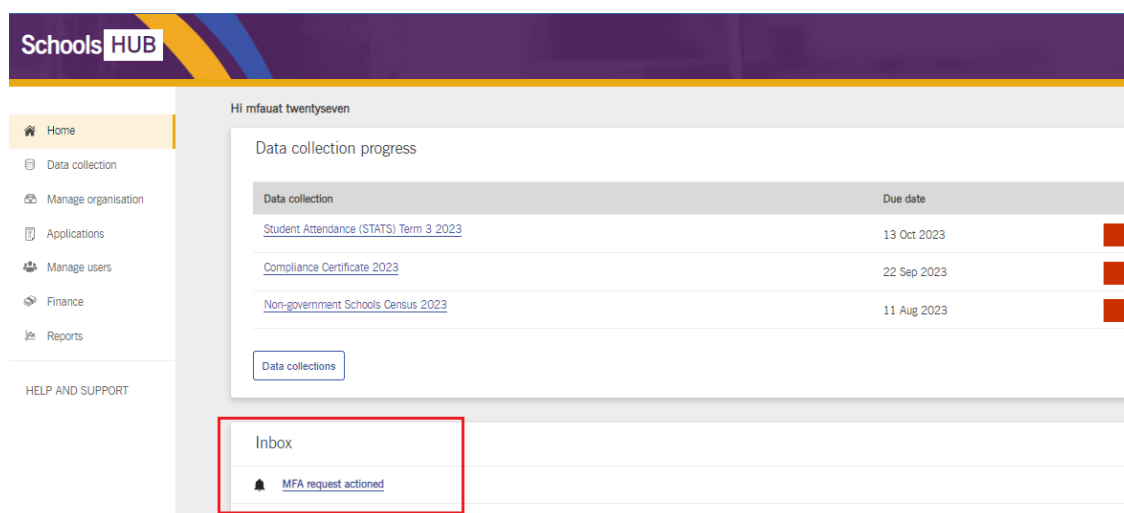 Schools HUB
Hi mfauat twentyseven
Home
Data collection
Manage organisation
Applications
Manage users
Finance
Reports
HELP AND SUPPORT
Data collection progress
Data collection Due date
Student Attendance (STATS) Term 3 2023 13 Oct 2023
Compliance Certificate 2023 22 Sep 2023
Non-government Schools Census 2023 11 Aug 2023
Data collections
Inbox
MFA request actioned